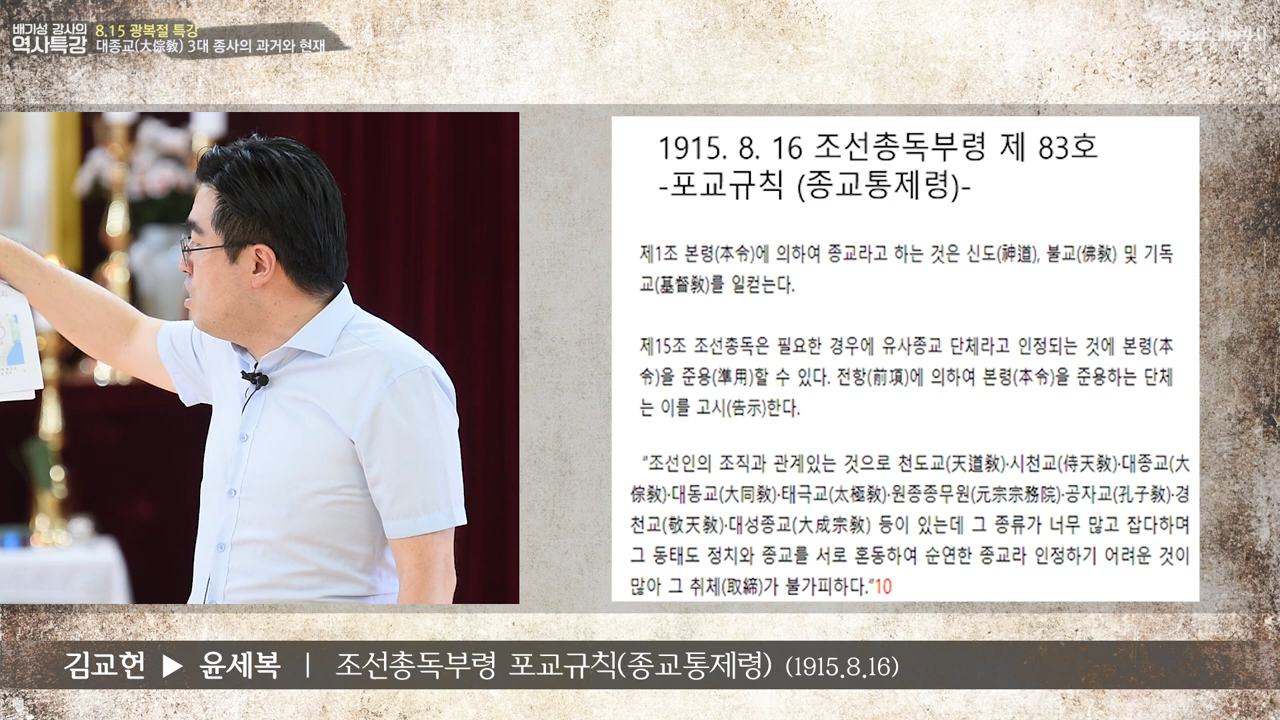 배기성 강사의
역사특강
8.15 광복절 특강
대종교(大倧敎) 3대 종사의 과거와 현재
1915. 8. 16 조선총독부령 제 83호
-포교규칙 (종교통제령)-
제1조 본령(本令)에 의하여 종교라고 하는 것은 신도(神道), 불교(佛敎) 및 기독
교(基督敎)를 일컫는다.
제15조 조선총독은 필요한 경우에 유사종교 단체라고 인정되는 것에 본령(本
令)을 준용(準用)할 수 있다. 전항(前項)에 의하여 본령(本令)을 준용하는 단체
는 이를 고시(告示)한다.
"조선인의 조직과 관계있는 것으로 천도교(天道敎)·시천교(侍天敎)·대종교(大
倧敎)·대동교(大同敎)·태극교(太極敎)·원종종무원(元宗宗務院)·공자교(孔子敎)·경
천교(敬天敎)·대성종교(大成宗敎) 등이 있는데 그 종류가 너무 많고 잡다하며
그 동태도 정치와 종교를 서로 혼동하여 순연한 종교라 인정하기 어려운 것이
많아 그 취체(取締)가 불가피하다."10
김교헌 ▶ 윤세복 | 조선총독부령 포교규칙(종교통제령) (1915.8.16)